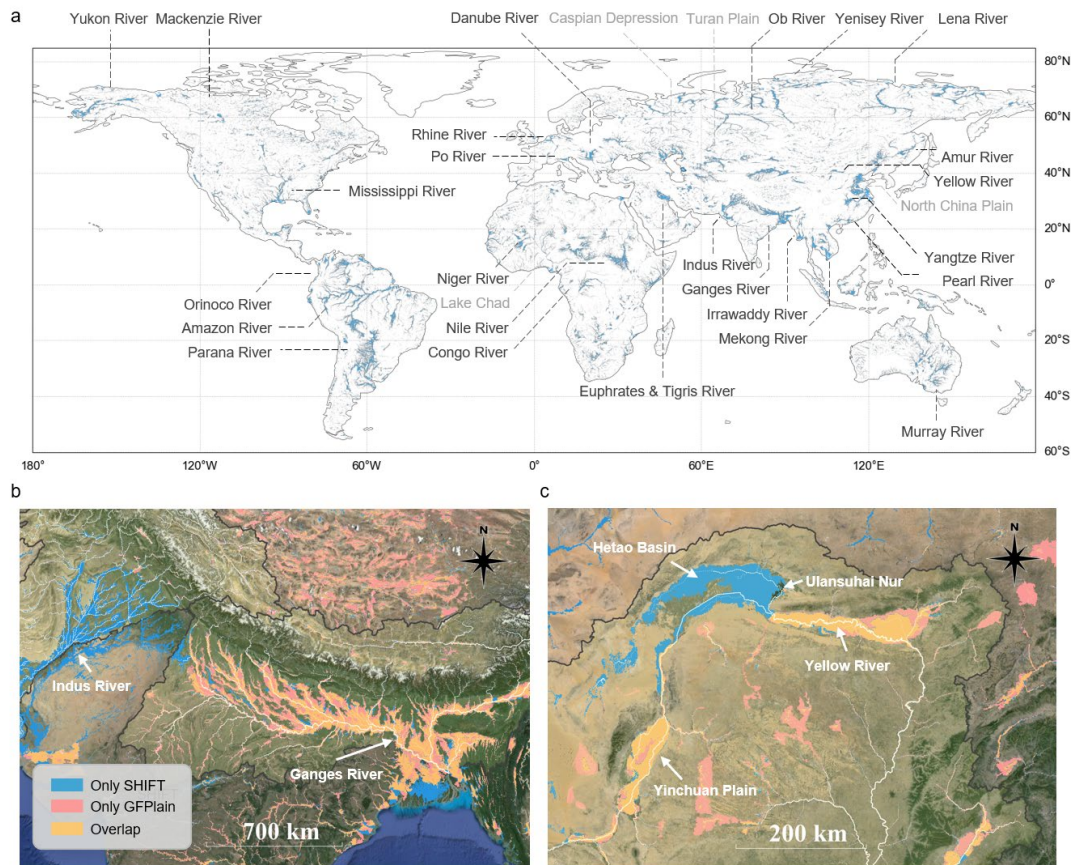 a
Yukon River
Mackenzie River
Danube River
Caspian Depression
Turan Plain
Ob River
Yenisey River
Lena River
80°N
60°N
Rhine River
Po River
Amur River
Mississippi River
Yellow River
40°N
North China Plain
20°N
Niger River
Indus River
Yangtze River
Orinoco River
Lake Chad
Ganges River
Pearl River
0°
Amazon River
Nile River
Irrawaddy River
Parana River
Congo River
Mekong River
20°S
Euphrates & Tigris River
40°S
Murray River
60°S
180°
120°W
60°W
0°
60°E
120°E
b
N
Indus River
Ganges River
Only SHIFT
Only GFPlain
Overlap
700 km
c
N
Hetao Basin
Ulansuhai Nur
Yellow River
Yinchuan Plain
200 km